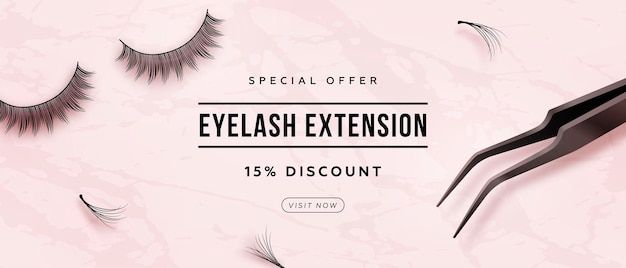 SPECIAL OFFER
EYELASH EXTENSION
15% DISCOUNT
VISIT NOW